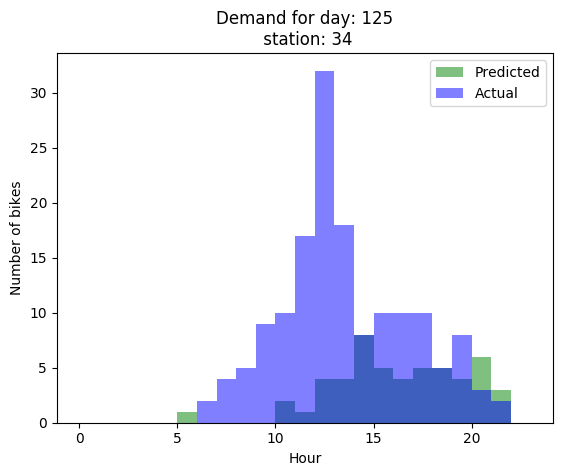 Demand for day: 125
station: 34
Predicted
Actual
Number of bikes
30
25
20
15
10
5
0
0 5 10 15 20
Hour